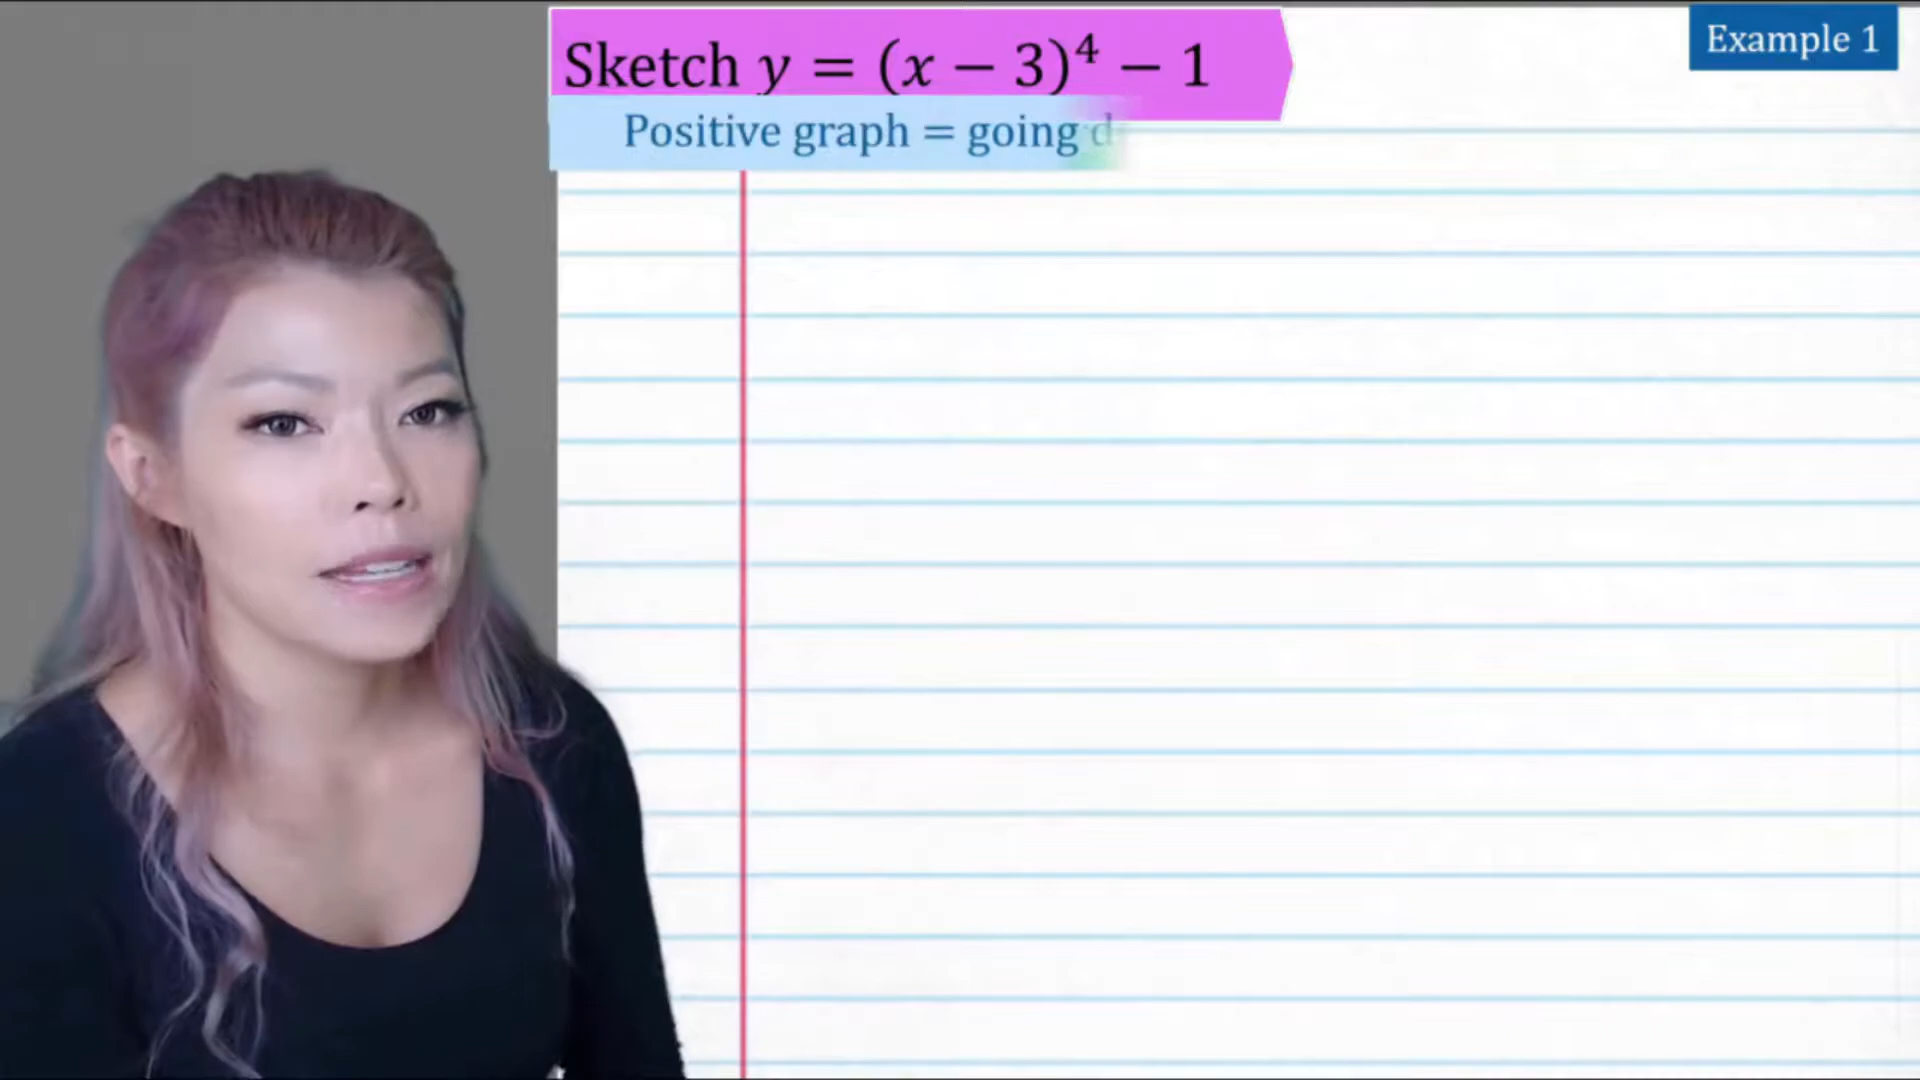 Sketch y = (x − 3)⁴ − 1
Example 1
Positive graph = going d